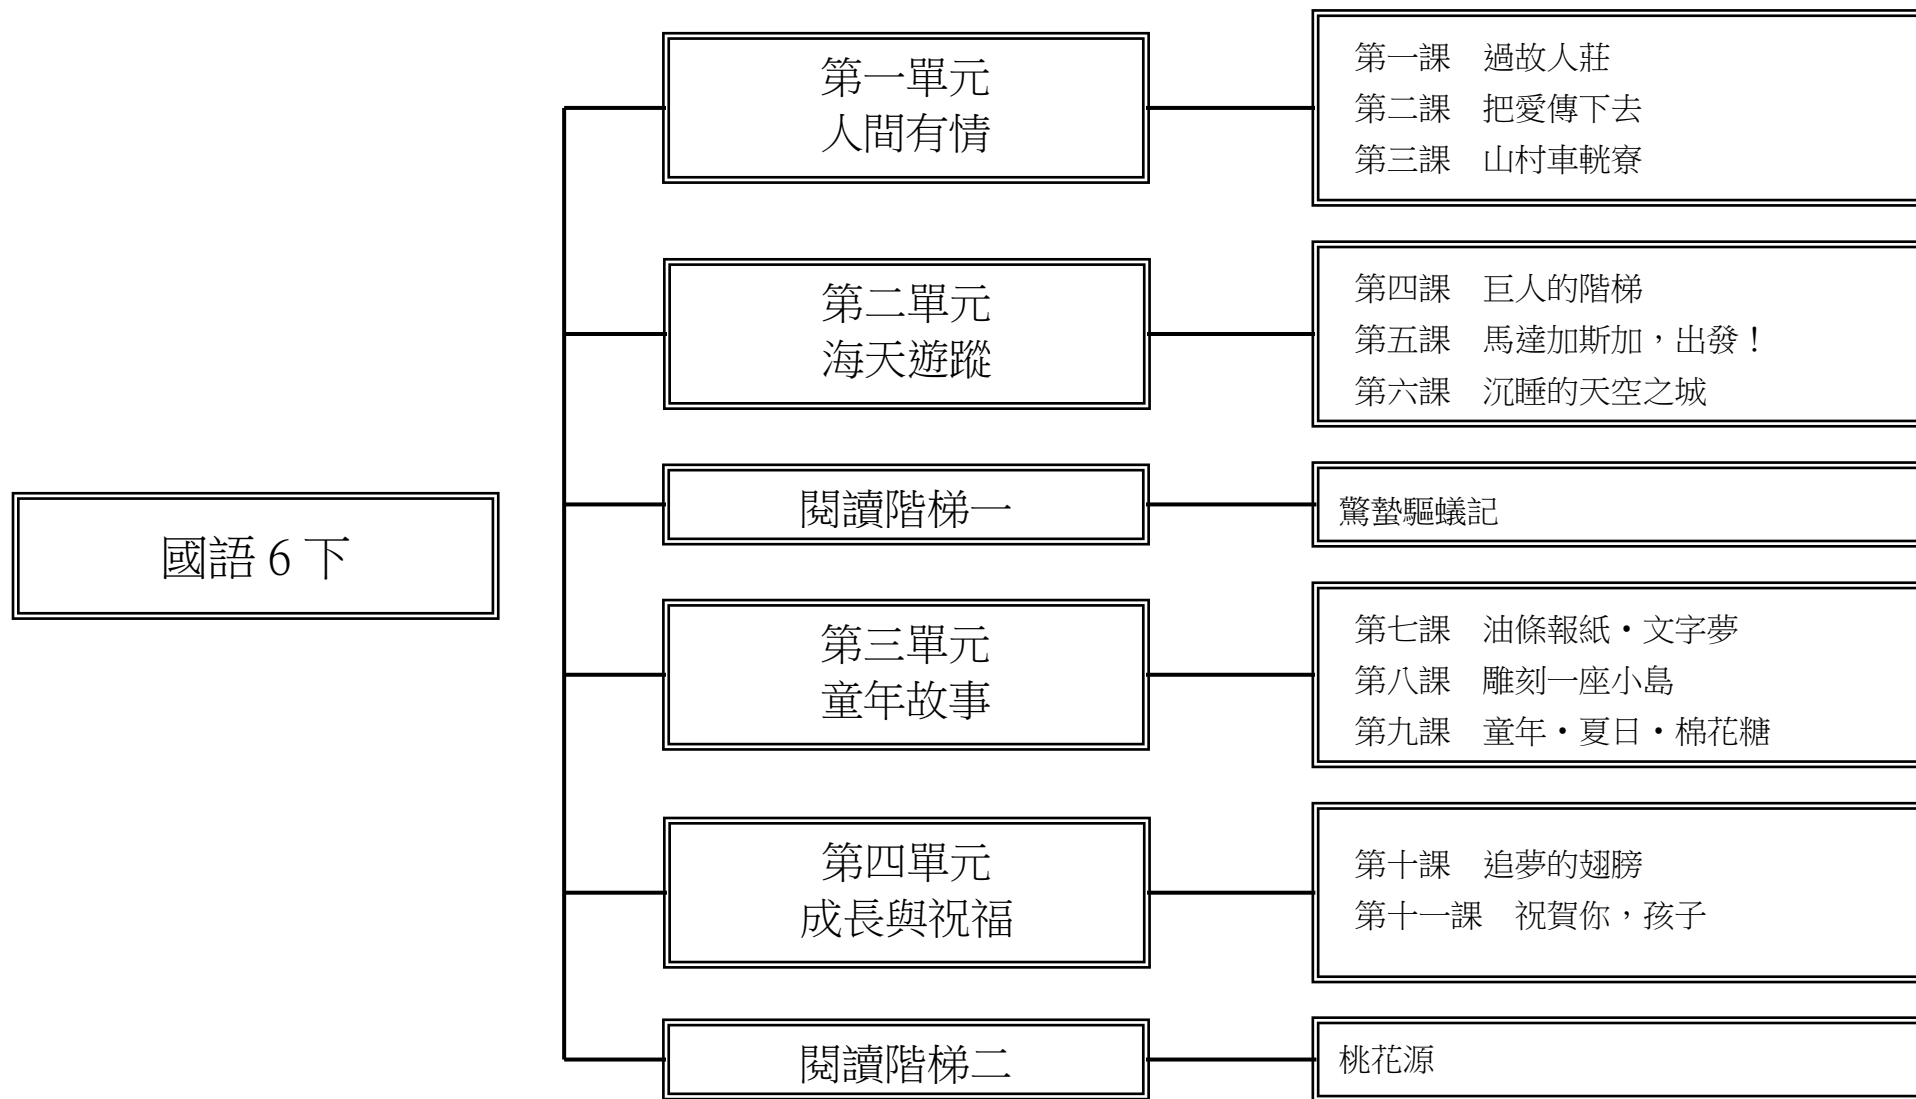 國語 6 下
第一單元
人間有情
第一課　過故人莊
第二課　把愛傳下去
第三課　山村車輄寮
第二單元
海天遊蹤
第四課　巨人的階梯
第五課　馬達加斯加，出發！
第六課　沉睡的天空之城
閱讀階梯一
驚蟄驅蟻記
第三單元
童年故事
第七課　油條報紙・文字夢
第八課　雕刻一座小島
第九課　童年・夏日・棉花糖
第四單元
成長與祝福
第十課　追夢的翅膀
第十一課　祝賀你，孩子
閱讀階梯二
桃花源